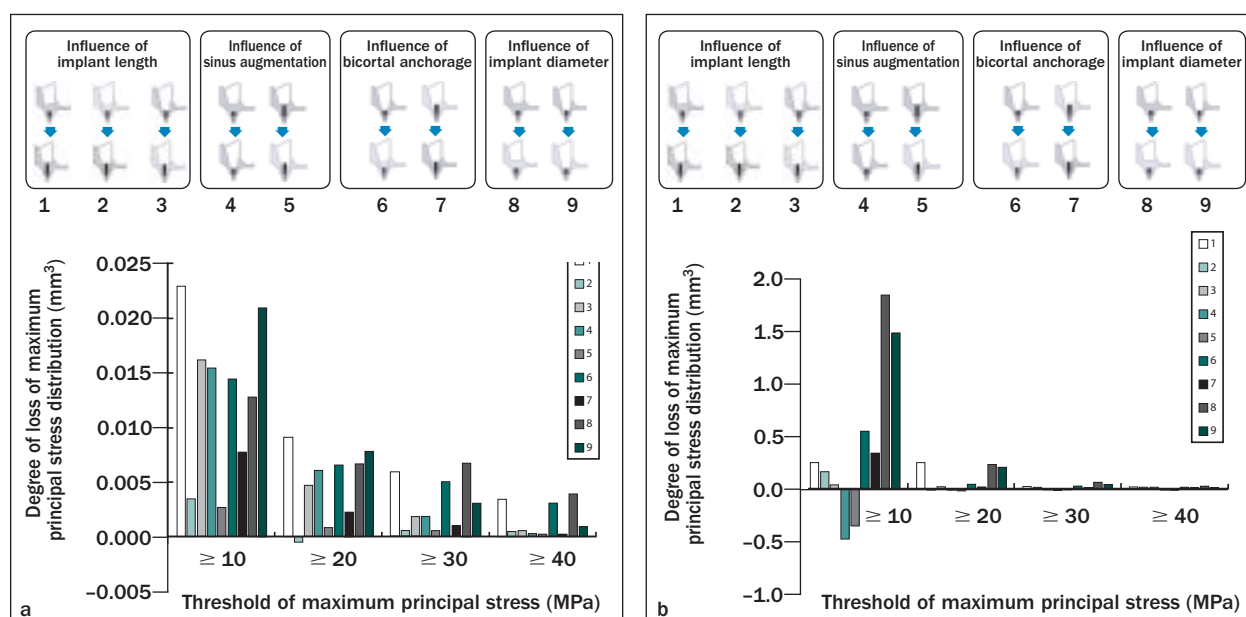 Influence of
implant length
Influence of
sinus augmentation
Influence of
bicortal anchorage
Influence of
implant diameter
1 2 3 4 5 6 7 8 9
Degree of loss of maximum
principal stress distribution (mm³)
0.025
0.020
0.015
0.010
0.005
0.000
–0.005
≥ 10 ≥ 20 ≥ 30 ≥ 40
2
3
4
5
6
7
8
9
Threshold of maximum principal stress (MPa)
a
Influence of
implant length
Influence of
sinus augmentation
Influence of
bicortal anchorage
Influence of
implant diameter
1 2 3 4 5 6 7 8 9
Degree of loss of maximum
principal stress distribution (mm³)
2.0
1.5
1.0
0.5
0.0
–0.5
–1.0
≥ 10 ≥ 20 ≥ 30 ≥ 40
1
2
3
4
5
6
7
8
9
Threshold of maximum principal stress (MPa)
b